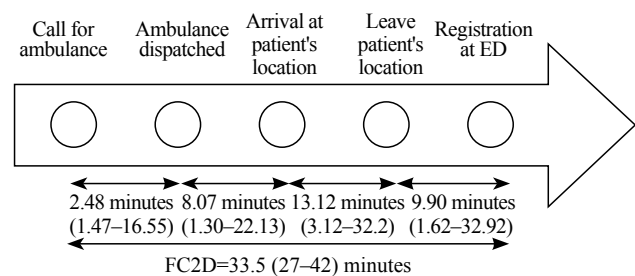 Call for
ambulance
Ambulance
dispatched
Arrival at
patient's
location
Leave
patient's
location
Registration
at ED
2.48 minutes 8.07 minutes 13.12 minutes 9.90 minutes
(1.47–16.55) (1.30–22.13) (3.12–32.2) (1.62–32.92)
FC2D=33.5 (27–42) minutes